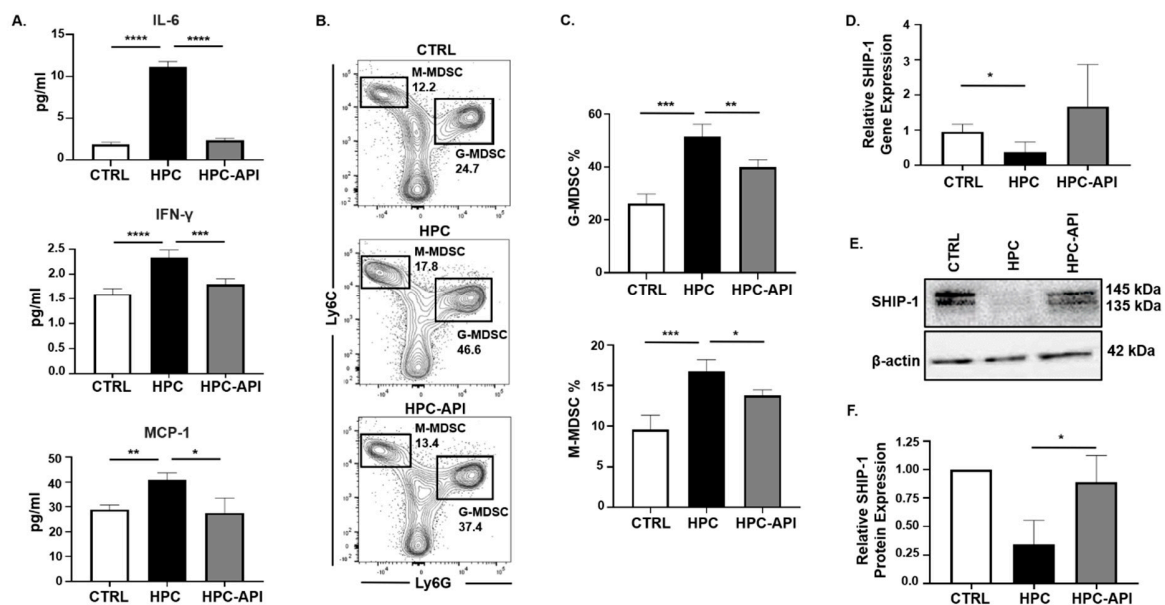 A.
IL-6
**** ****
pg/ml
15
10
5
0
CTRL HPC HPC-API
IFN-γ
**** ***
pg/ml
2.5
2.0
1.5
1.0
0.5
0.0
CTRL HPC HPC-API
MCP-1
** *
pg/ml
50
40
30
20
10
0
CTRL HPC HPC-API
B.
CTRL
M-MDSC
12.2
G-MDSC
24.7
HPC
M-MDSC
17.8
G-MDSC
46.6
HPC-API
M-MDSC
13.4
G-MDSC
37.4
Ly6C
Ly6G
C.
*** **
G-MDSC %
60
40
20
0
CTRL HPC HPC-API
*** *
M-MDSC %
20
15
10
5
0
CTRL HPC HPC-API
D.
*
Relative SHIP-1
Gene Expression
4
3
2
1
0
CTRL HPC HPC-API
E.
CTRL HPC HPC-API
SHIP-1
145 kDa
135 kDa
β-actin
42 kDa
F.
*
Relative SHIP-1
Protein Expression
1.25
1.00
0.75
0.50
0.25
0.00
CTRL HPC HPC-API